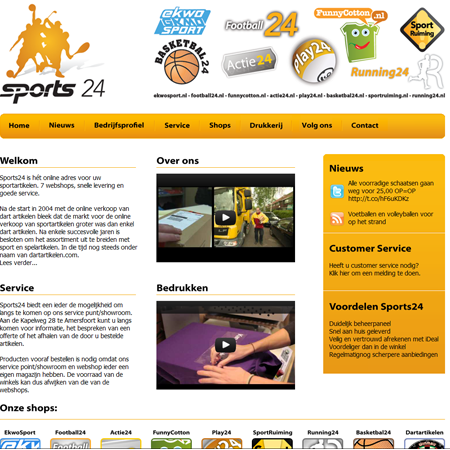 sports 24
ekwo
SPORT
Football 24
FunnyCotton.nl
Sport
Ruiming
BASKETBAL 24
Actie 24
play24
Running24
ekwosport.nl - football24.nl - funnycotton.nl - actie24.nl - play24.nl - basketbal24.nl - sportruiming.nl - running24.nl
Home Nieuws Bedrijfsprofiel Service Shops Drukkerij Volg ons Contact
Welkom
Sports24 is hét online adres voor uw
sportartikelen. 7 webshops, snelle levering en
goede service.
Na de start in 2004 met de online verkoop van
dart artikelen bleek dat de markt voor de online
verkoop van sportartikelen groter was dan enkel
dart artikelen. Na enkele succesvolle jaren is
besloten om het assortiment uit te breiden met
sport en spelartikelen. In de tijd nog steeds onder
naam van dartartikelen.com.
Lees verder...
Over ons
Nieuws
Alle voorradige schaatsen gaan
weg voor 25,00 OP=OP
http://t.co/hF6uKDKz
Voetballen en volleyballen voor
op het strand
Customer Service
Heeft u customer service nodig?
Klik hier om een melding te doen.
Service
Sports24 biedt een ieder de mogelijkheid om
langs te komen op ons service point/showroom.
Aan de Kapelweg 28 te Amersfoort kunt u langs
komen voor informatie, het bespreken van een
offerte of het afhalen van de door u bestelde
artikelen.
Producten vooraf bestellen is nodig omdat ons
service point/showroom en webshop ieder een
eigen magazijn hebben. De voorraad van de
winkels kan dus afwijken van die van de
webshops.
Bedrukken
Voordelen Sports24
Duidelijk beheerpaneel
Snel aan huis geleverd
Veilig en vertrouwd afrekenen met iDeal
Voordeliger dan in de winkel
Regelmatig nog scherpere aanbiedingen
Onze shops:
EkwoSport Football24 Actie24 FunnyCotton Play24 SportRuiming Running24 Basketbal24 Dartartikelen